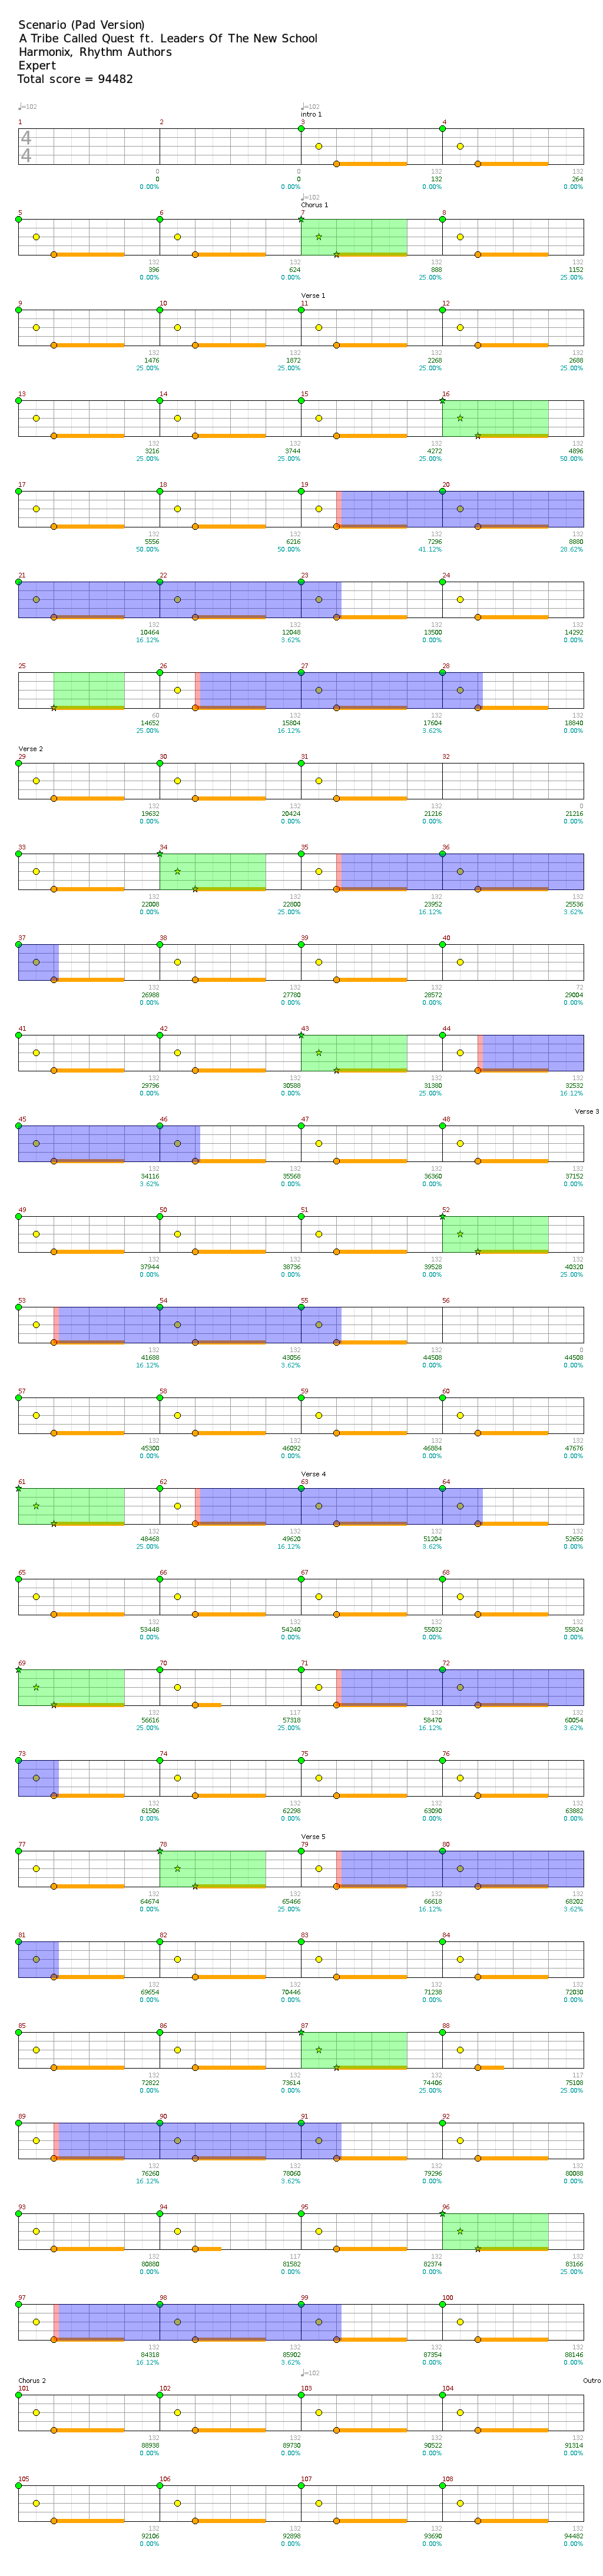 Scenario (Pad Version)
A Tribe Called Quest ft. Leaders Of The New School
Harmonix, Rhythm Authors
Expert
Total score = 94482
♩=102 ♩=102
intro 1
1 2 3 4
4
4
0 0 132 132
0 0 132 264
0.00% 0.00% 0.00% 0.00%
♩=102
Chorus 1
5 6 7 8
132 132 132 132
396 624 888 1152
0.00% 0.00% 25.00% 25.00%
Verse 1
9 10 11 12
132 132 132 132
1476 1872 2268 2688
25.00% 25.00% 25.00% 25.00%
13 14 15 16
132 132 132 132
3216 3744 4272 4896
25.00% 25.00% 25.00% 50.00%
17 18 19 20
132 132 132 132
5556 6216 7296 8880
50.00% 50.00% 41.12% 28.62%
21 22 23 24
132 132 132 132
10464 12048 13500 14292
16.12% 3.62% 0.00% 0.00%
25 26 27 28
60 132 132 132
14652 15804 17604 18840
25.00% 16.12% 3.62% 0.00%
Verse 2
29 30 31 32
132 132 132 0
19632 20424 21216 21216
0.00% 0.00% 0.00% 0.00%
33 34 35 36
132 132 132 132
22008 22800 23952 25536
0.00% 25.00% 16.12% 3.62%
37 38 39 40
132 132 132 72
26988 27780 28572 29004
0.00% 0.00% 0.00% 0.00%
41 42 43 44
132 132 132 132
29796 30588 31380 32532
0.00% 0.00% 25.00% 16.12%
Verse 3
45 46 47 48
132 132 132 132
34116 35568 36360 37152
3.62% 0.00% 0.00% 0.00%
49 50 51 52
132 132 132 132
37944 38736 39528 40320
0.00% 0.00% 0.00% 25.00%
53 54 55 56
132 132 132 0
41688 43056 44508 44508
16.12% 3.62% 0.00% 0.00%
57 58 59 60
132 132 132 132
45300 46092 46884 47676
0.00% 0.00% 0.00% 0.00%
Verse 4
61 62 63 64
132 132 132 132
48468 49620 51204 52656
25.00% 16.12% 3.62% 0.00%
65 66 67 68
132 132 132 132
53448 54240 55032 55824
0.00% 0.00% 0.00% 0.00%
69 70 71 72
132 117 132 132
56616 57318 58470 60054
25.00% 25.00% 16.12% 3.62%
73 74 75 76
132 132 132 132
61506 62298 63090 63882
0.00% 0.00% 0.00% 0.00%
Verse 5
77 78 79 80
132 132 132 132
64674 65466 66618 68202
0.00% 25.00% 16.12% 3.62%
81 82 83 84
132 132 132 132
69654 70446 71238 72030
0.00% 0.00% 0.00% 0.00%
85 86 87 88
132 132 132 117
72822 73614 74406 75108
0.00% 0.00% 25.00% 25.00%
89 90 91 92
132 132 132 132
76260 78060 79296 80088
16.12% 3.62% 0.00% 0.00%
93 94 95 96
132 117 132 132
80880 81582 82374 83166
0.00% 0.00% 0.00% 25.00%
97 98 99 100
132 132 132 132
84318 85902 87354 88146
16.12% 3.62% 0.00% 0.00%
♩=102
Chorus 2 Outro
101 102 103 104
132 132 132 132
88938 89730 90522 91314
0.00% 0.00% 0.00% 0.00%
105 106 107 108
132 132 132 132
92106 92898 93690 94482
0.00% 0.00% 0.00% 0.00%